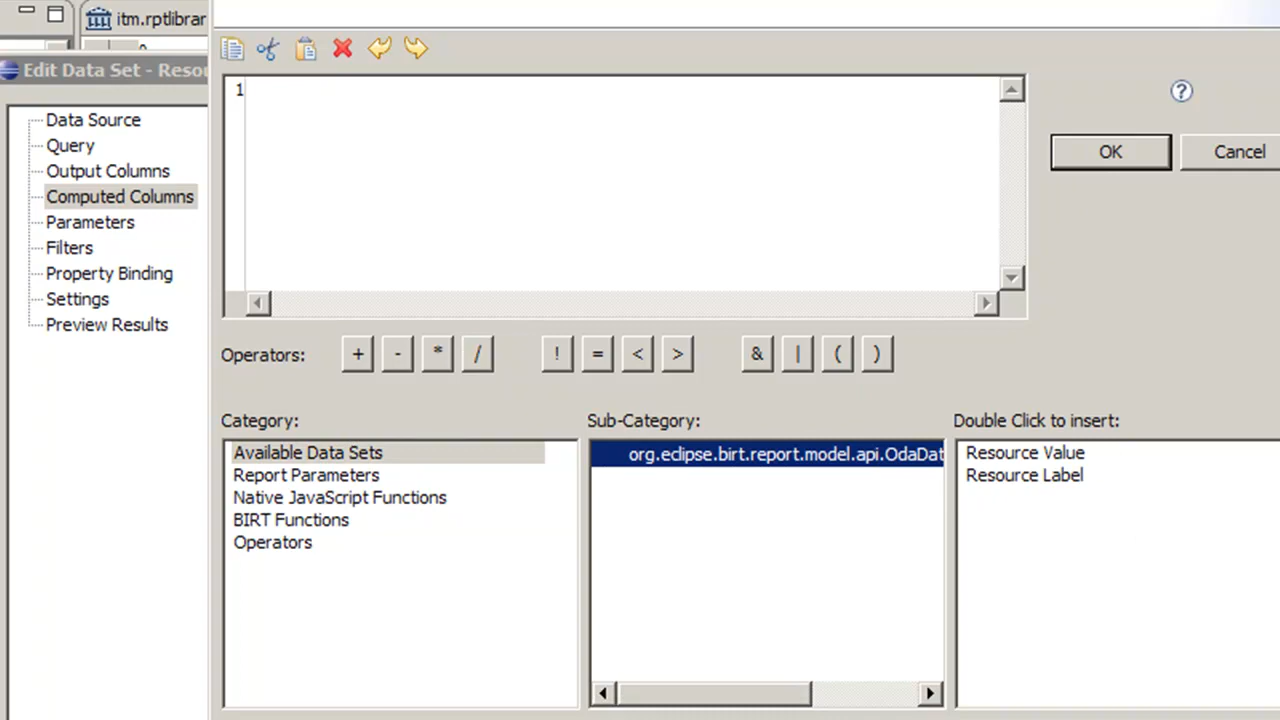 itm.rptlibrar
Edit Data Set - Reso
Data Source
Query
Output Columns
Computed Columns
Parameters
Filters
Property Binding
Settings
Preview Results
1
?
OK
Cancel
Operators: + - * / ! = < > & | ( )
Category:
Available Data Sets
Report Parameters
Native JavaScript Functions
BIRT Functions
Operators
Sub-Category:
org.eclipse.birt.report.model.api.OdaDat
Double Click to insert:
Resource Value
Resource Label